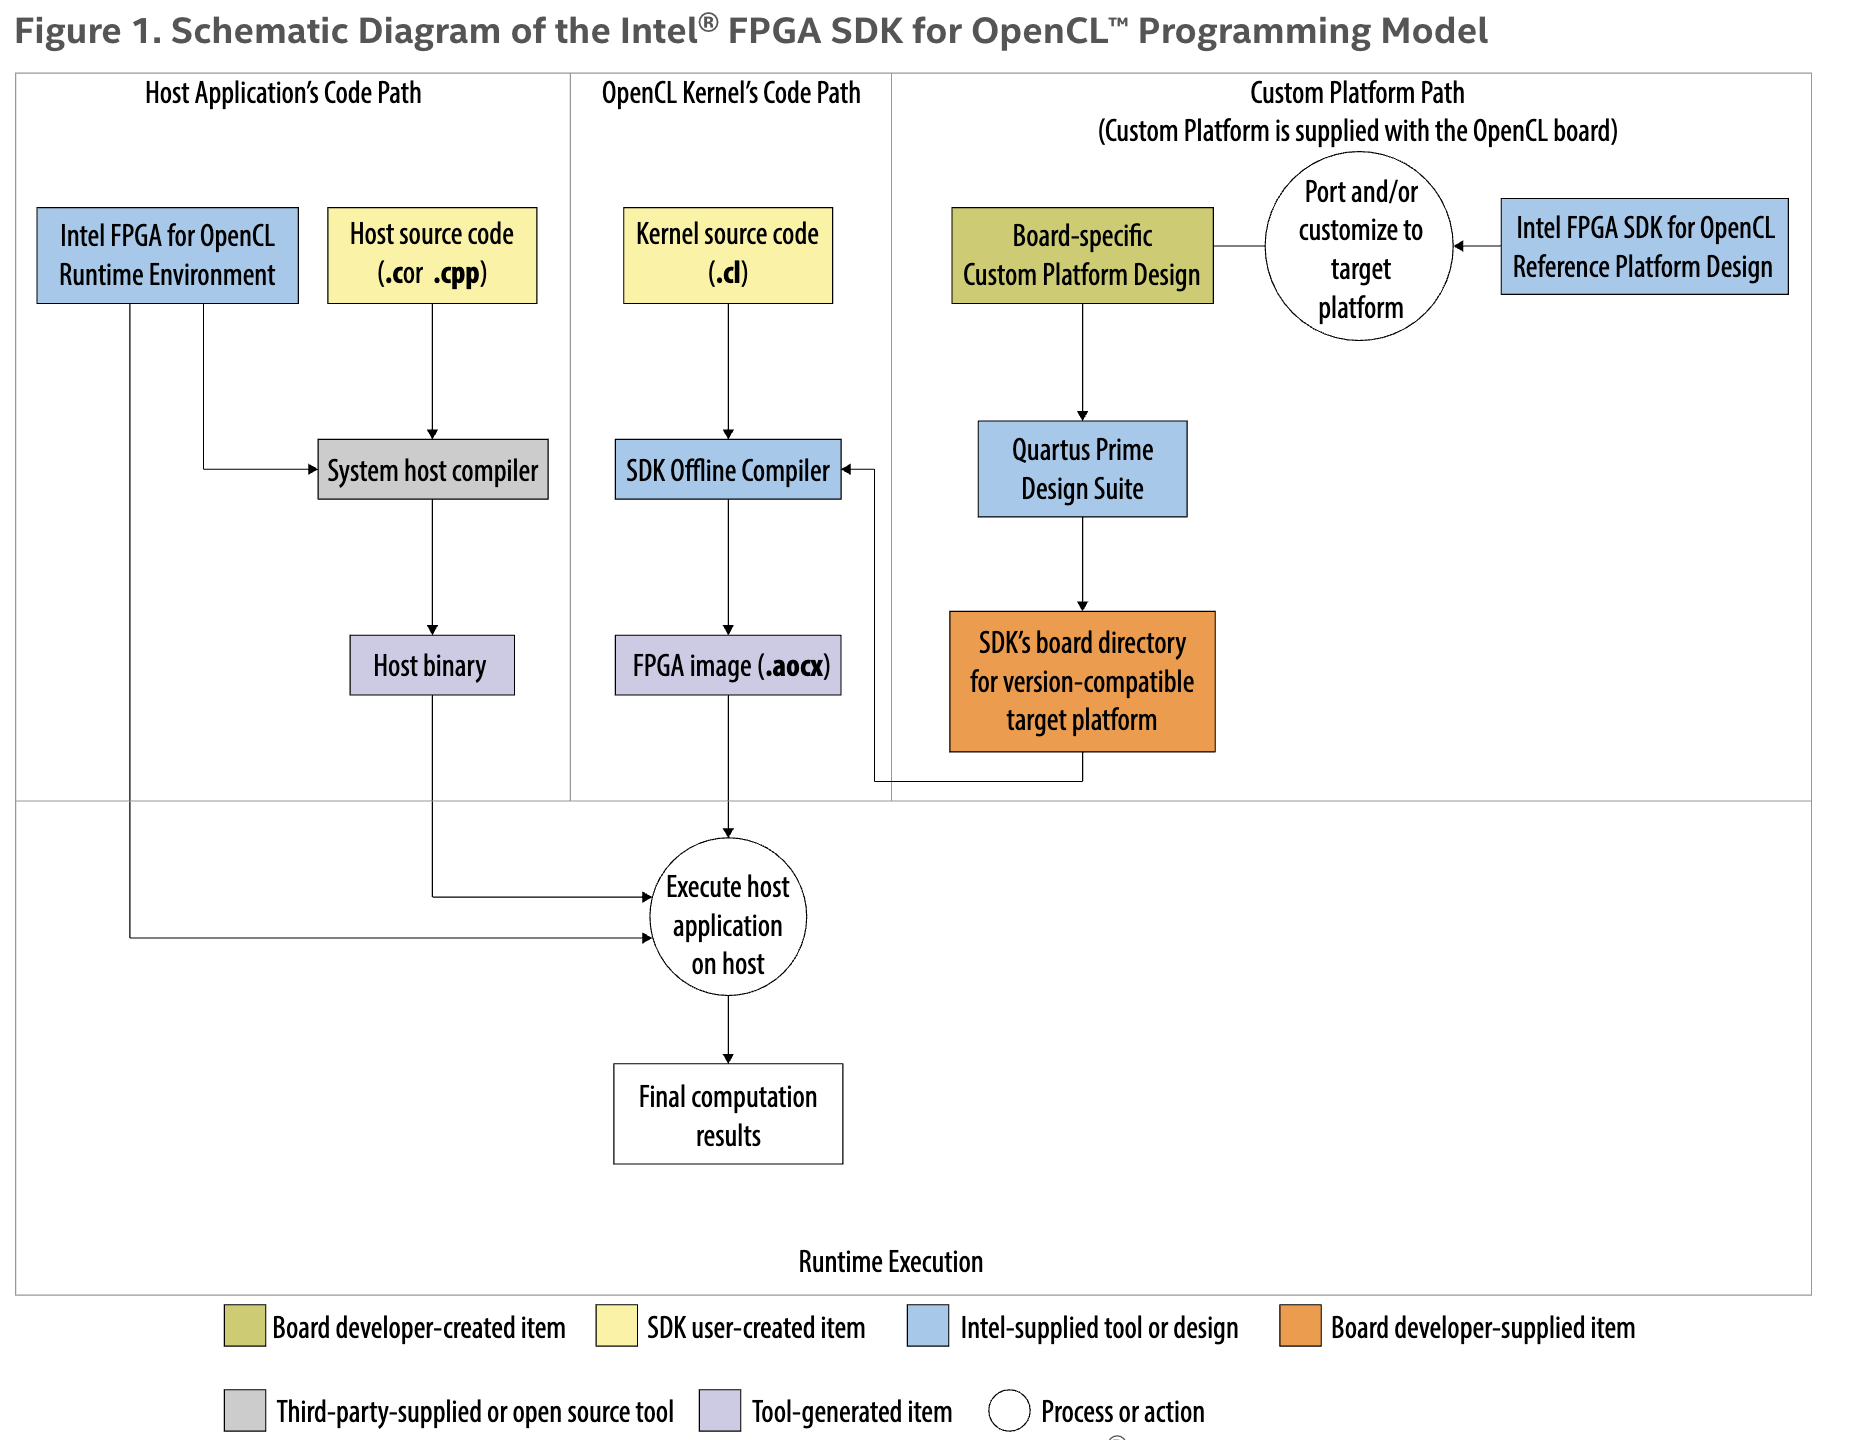 Figure 1. Schematic Diagram of the Intel® FPGA SDK for OpenCL™ Programming Model
Host Application’s Code Path
OpenCL Kernel’s Code Path
Custom Platform Path
(Custom Platform is supplied with the OpenCL board)
Intel FPGA for OpenCL
Runtime Environment
Host source code
(.cor .cpp)
Kernel source code
(.cl)
Board-specific
Custom Platform Design
Port and/or
customize to
target
platform
Intel FPGA SDK for OpenCL
Reference Platform Design
System host compiler
SDK Offline Compiler
Quartus Prime
Design Suite
Host binary
FPGA image (.aocx)
SDK’s board directory
for version-compatible
target platform
Execute host
application
on host
Final computation
results
Runtime Execution
Board developer-created item
SDK user-created item
Intel-supplied tool or design
Board developer-supplied item
Third-party-supplied or open source tool
Tool-generated item
Process or action